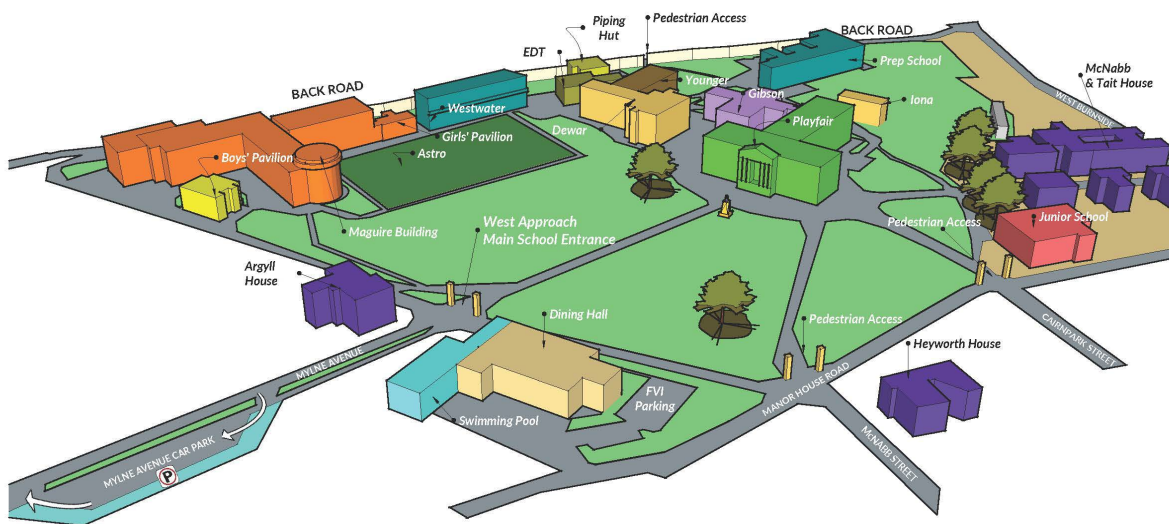 Piping
Hut
Pedestrian Access
BACK ROAD
EDT
Prep School
McNabb
& Tait House
BACK ROAD
Younger
Westwater
Gibson
Iona
WEST BURNSIDE
Dewar
Playfair
Girls' Pavilion
Astro
Boys' Pavilion
Junior School
Pedestrian Access
West Approach
Main School Entrance
Maguire Building
Argyll
House
Dining Hall
Pedestrian Access
CAIRNPARK STREET
Heyworth House
MYLNE AVENUE
FVI
Parking
MANOR HOUSE ROAD
Swimming Pool
McNABB STREET
MYLNE AVENUE CAR PARK
P